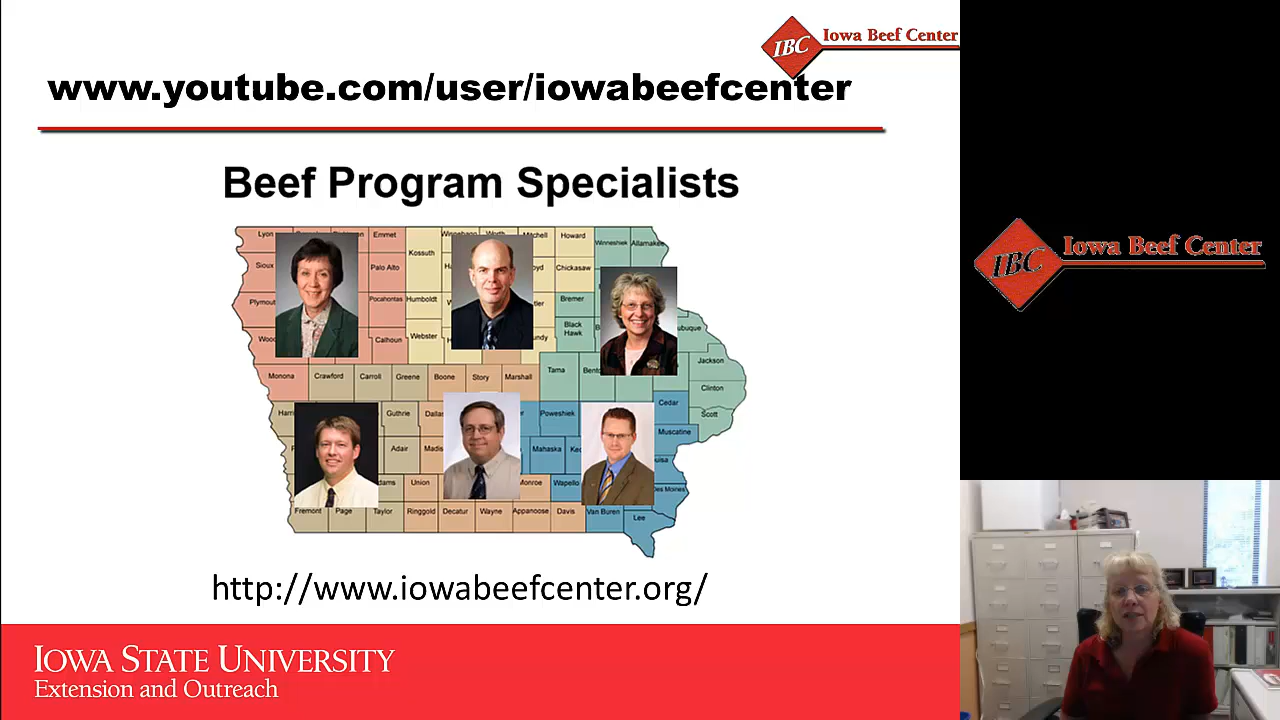 IBC Iowa Beef Center
www.youtube.com/user/iowabeefcenter
Beef Program Specialists
Lyon
Emmet
Mitchell
Howard
Winneshiek
Allamakee
Kossuth
Sioux
Palo Alto
Chickasaw
Plymouth
Pocahontas
Humboldt
Bremer
Calhoun
Webster
Black
Hawk
Jackson
Monona
Crawford
Carroll
Greene
Boone
Story
Marshall
Tama
Clinton
Guthrie
Poweshiek
Cedar
Scott
Adair
Mahaska
Muscatine
Union
Wapello
Fremont
Page
Taylor
Ringgold
Decatur
Wayne
Appanoose
Davis
Van Buren
Lee
http://www.iowabeefcenter.org/
IOWA STATE UNIVERSITY
Extension and Outreach
IBC Iowa Beef Center